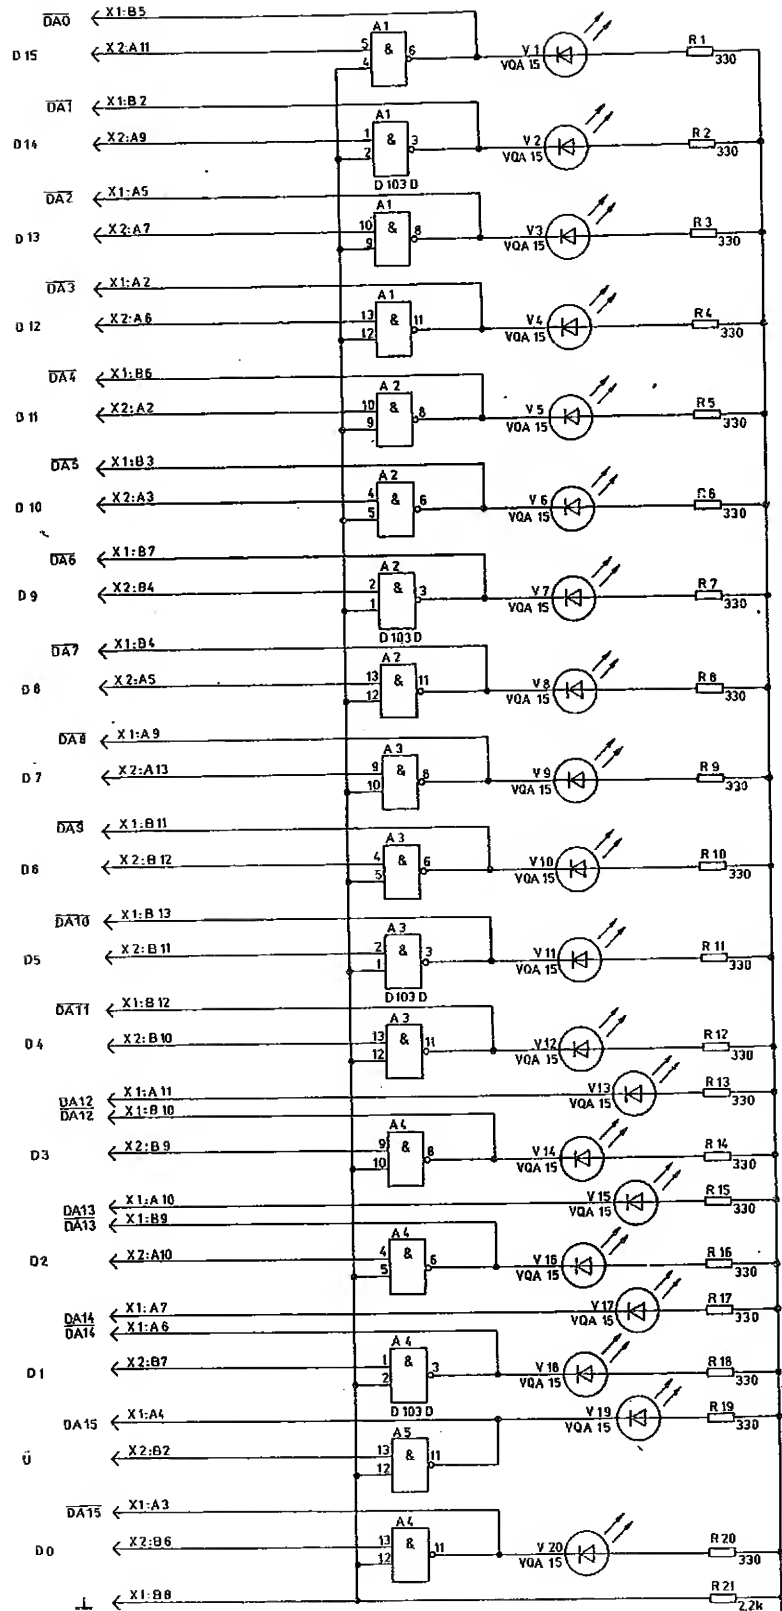 DA0 X1:B5 A1
D15 X2:A11 5 4 & 6 V1 VQA 15 R1 330
DA1 X1:B2 A1
D14 X2:A9 1 2 & 3 V2 VQA 15 R2 330
D103D
DA2 X1:A5 A1
D13 X2:A7 10 9 & 8 V3 VQA 15 R3 330
DA3 X1:A2 A1
D12 X2:A6 13 12 & 11 V4 VQA 15 R4 330
DA4 X1:B6 A2
D11 X2:A2 10 9 & 8 V5 VQA 15 R5 330
DA5 X1:B3 A2
D10 X2:A3 4 5 & 6 V6 VQA 15 R6 330
DA6 X1:B7 A2
D9 X2:B4 2 1 & 3 V7 VQA 15 R7 330
D103D
DA7 X1:B4 A2
D8 X2:A5 13 12 & 11 V8 VQA 15 R8 330
DA8 X1:A9 A3
D7 X2:A13 9 10 & 8 V9 VQA 15 R9 330
DA9 X1:B11 A3
D6 X2:B12 4 5 & 6 V10 VQA 15 R10 330
DA10 X1:B13 A3
D5 X2:B11 2 1 & 3 V11 VQA 15 R11 330
D103D
DA11 X1:B12 A3
D4 X2:B10 13 12 & 11 V12 VQA 15 R12 330
DA12 X1:A11 V13 VQA 15 R13 330
DA12 X1:B10 A4
D3 X2:B9 9 10 & 8 V14 VQA 15 R14 330
DA13 X1:A10 V15 VQA 15 R15 330
DA13 X1:B9 A4
D2 X2:A10 4 5 & 6 V16 VQA 15 R16 330
DA14 X1:A7 V17 VQA 15 R17 330
DA14 X1:A6 A4
D1 X2:B7 1 2 & 3 V18 VQA 15 R18 330
D103D
DA15 X1:A4 A5 V19 VQA 15 R19 330
Ü X2:B2 13 12 & 11
DA15 X1:A3 A4
D0 X2:B6 13 12 & 11 V20 VQA 15 R20 330
X1:B8 R21 2,2k